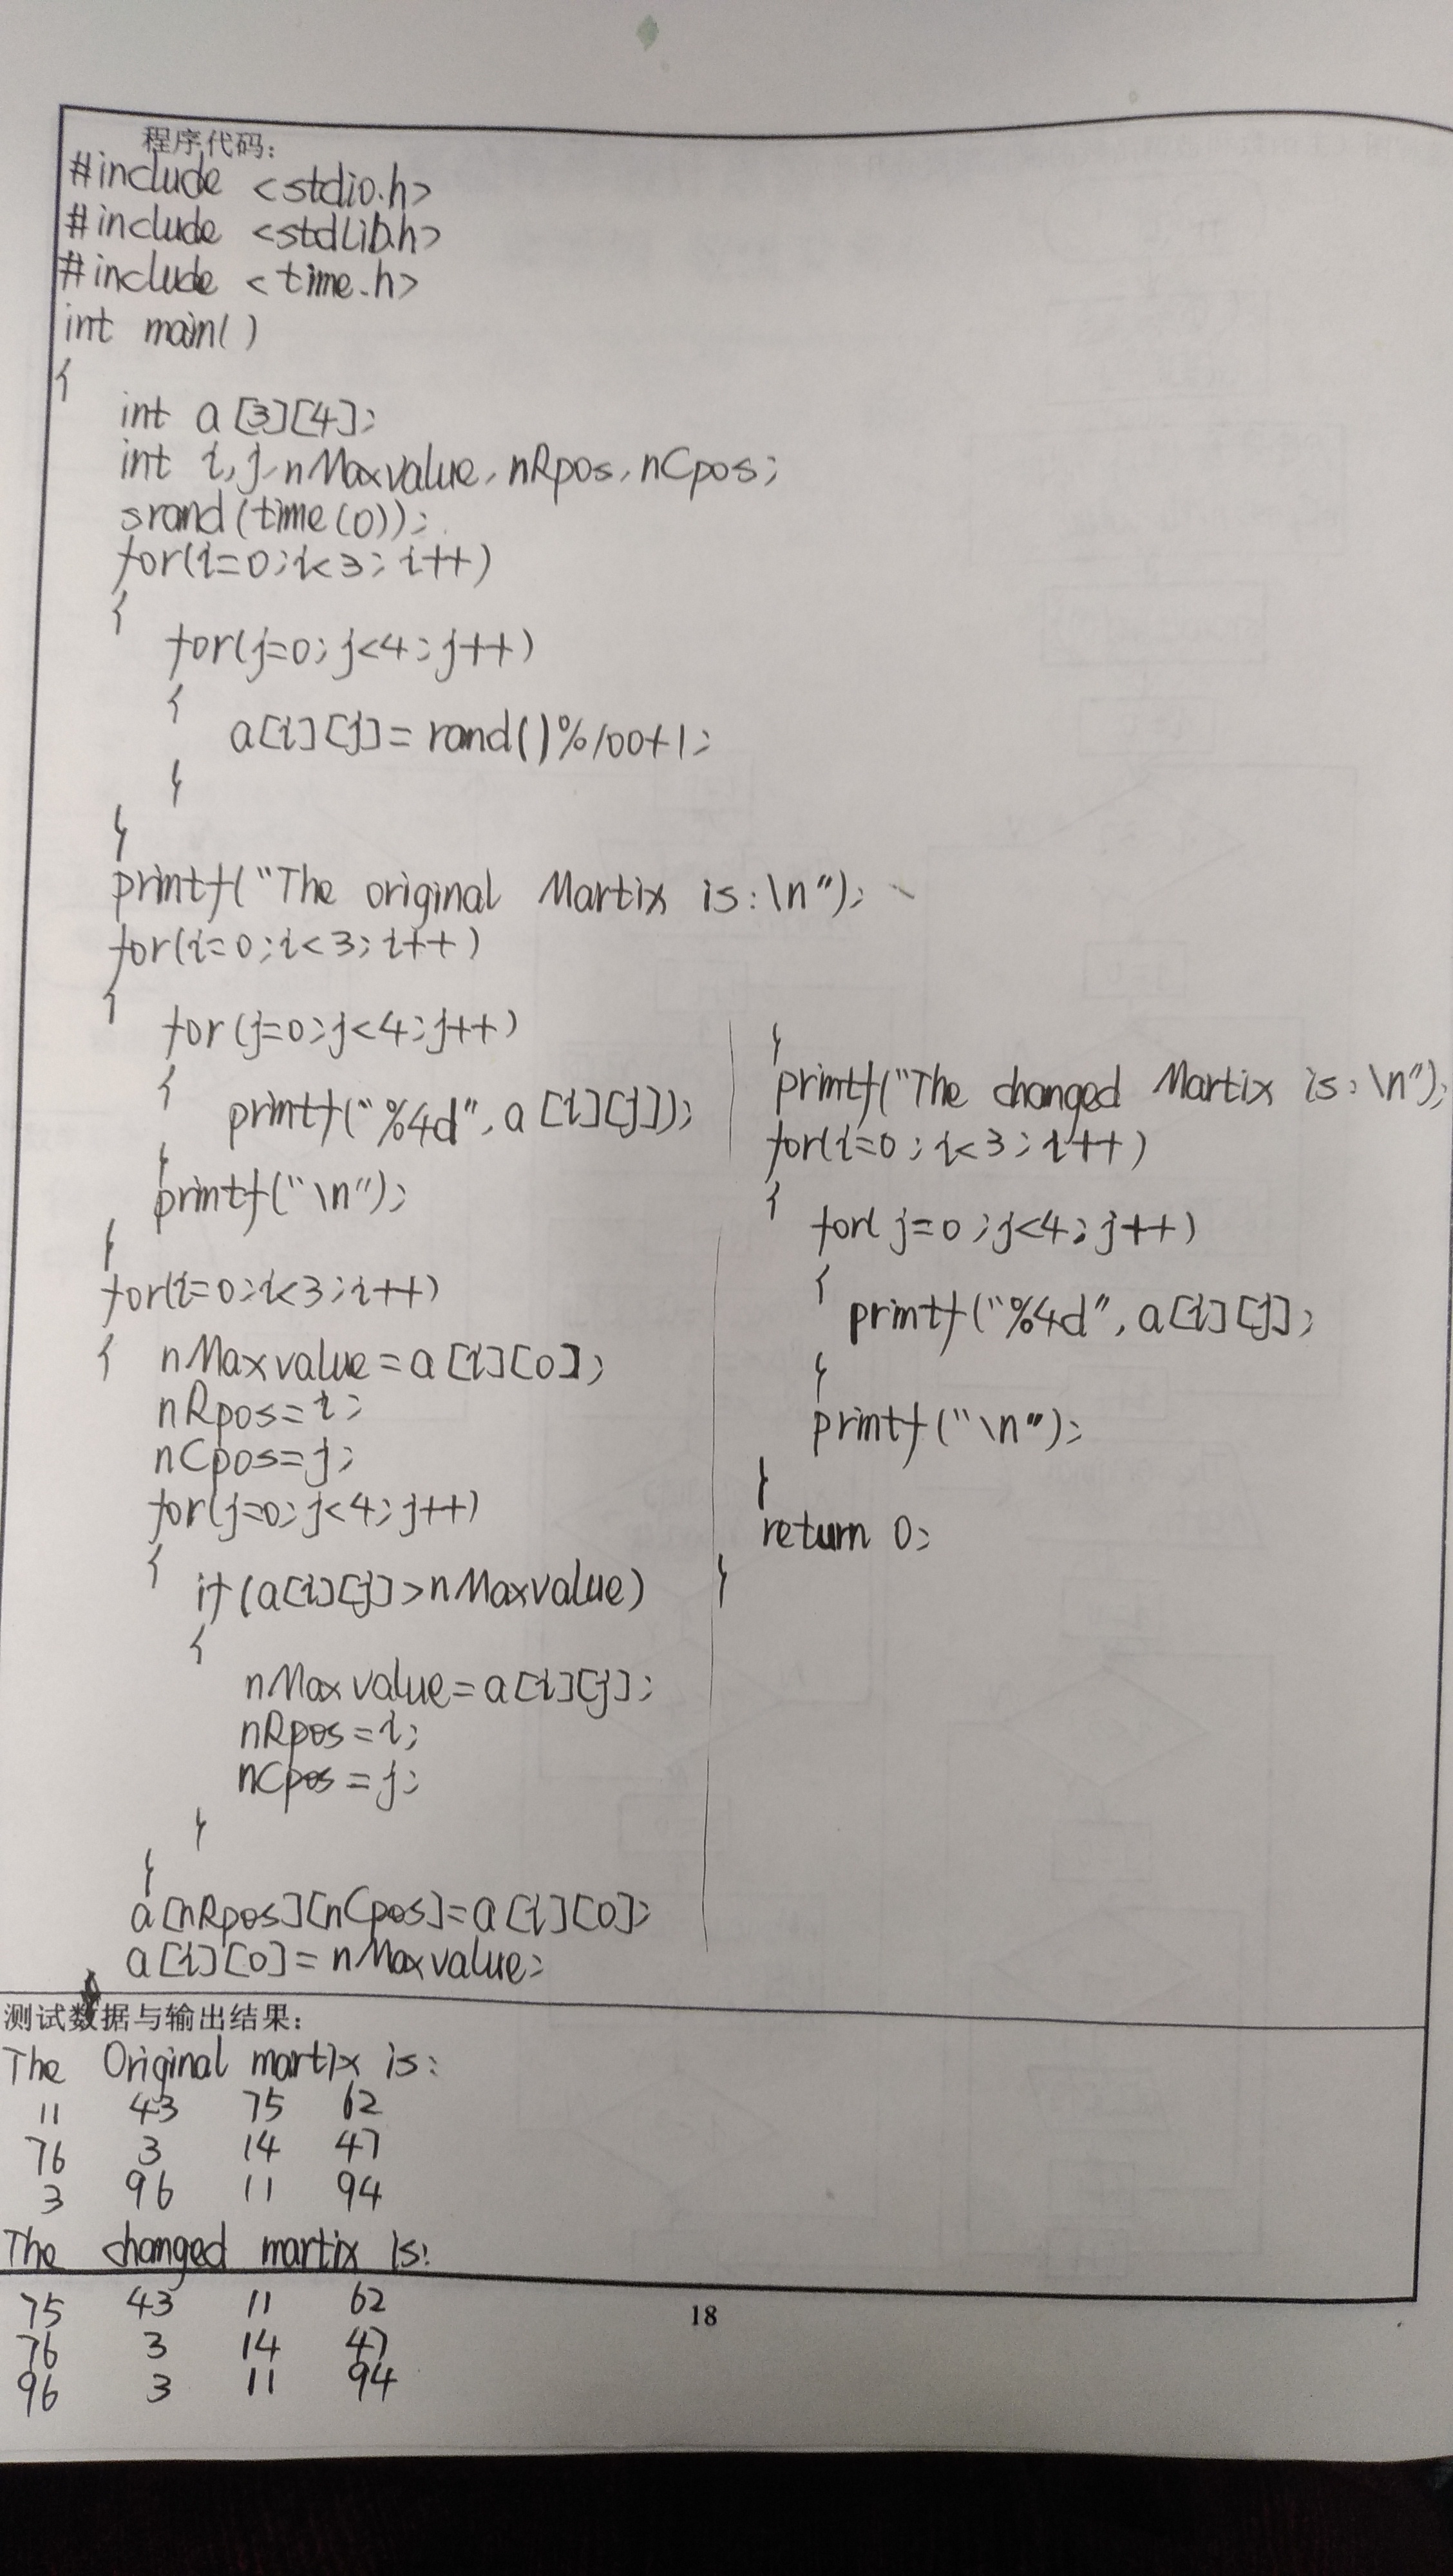 程序代码:
#include <stdio.h>
#include <stdLib.h>
#include <time.h>
int main()
{
int a[3][4];
int i,j,nMaxvalue,nRpos,nCpos;
srand(time(0));
for(i=0;i<3;i++)
{
for(j=0;j<4;j++)
{
a[i][j]=rand()%100+1;
}
}
printf("The original Martix is:\n");
for(i=0;i<3;i++)
{
for(j=0;j<4;j++)
{
printf("%4d",a[i][j]);
}
printf("\n");
}
for(i=0;i<3;i++)
{ nMaxvalue=a[i][0];
nRpos=i;
nCpos=j;
for(j=0;j<4;j++)
{
if(a[i][j]>nMaxvalue)
{
nMaxvalue=a[i][j];
nRpos=i;
nCpos=j;
}
}
a[nRpos][nCpos]=a[i][0];
a[i][0]=nMaxvalue;
}
printf("The changed Martix is:\n");
for(i=0;i<3;i++)
{
for(j=0;j<4;j++)
{
printf("%4d",a[i][j];
}
printf("\n");
}
return 0;
}
测试数据与输出结果:
The Original martix is:
11 43 75 62
76 3 14 47
3 96 11 94
The changed martix is:
75 43 11 62
76 3 14 47
96 3 11 94
18